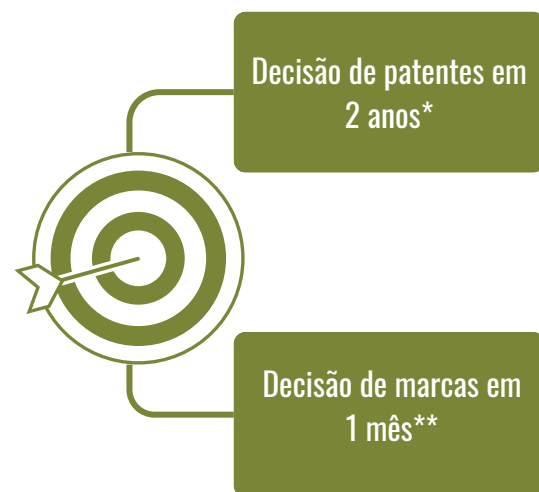 Decisão de patentes em
2 anos*
Decisão de marcas em
1 mês**